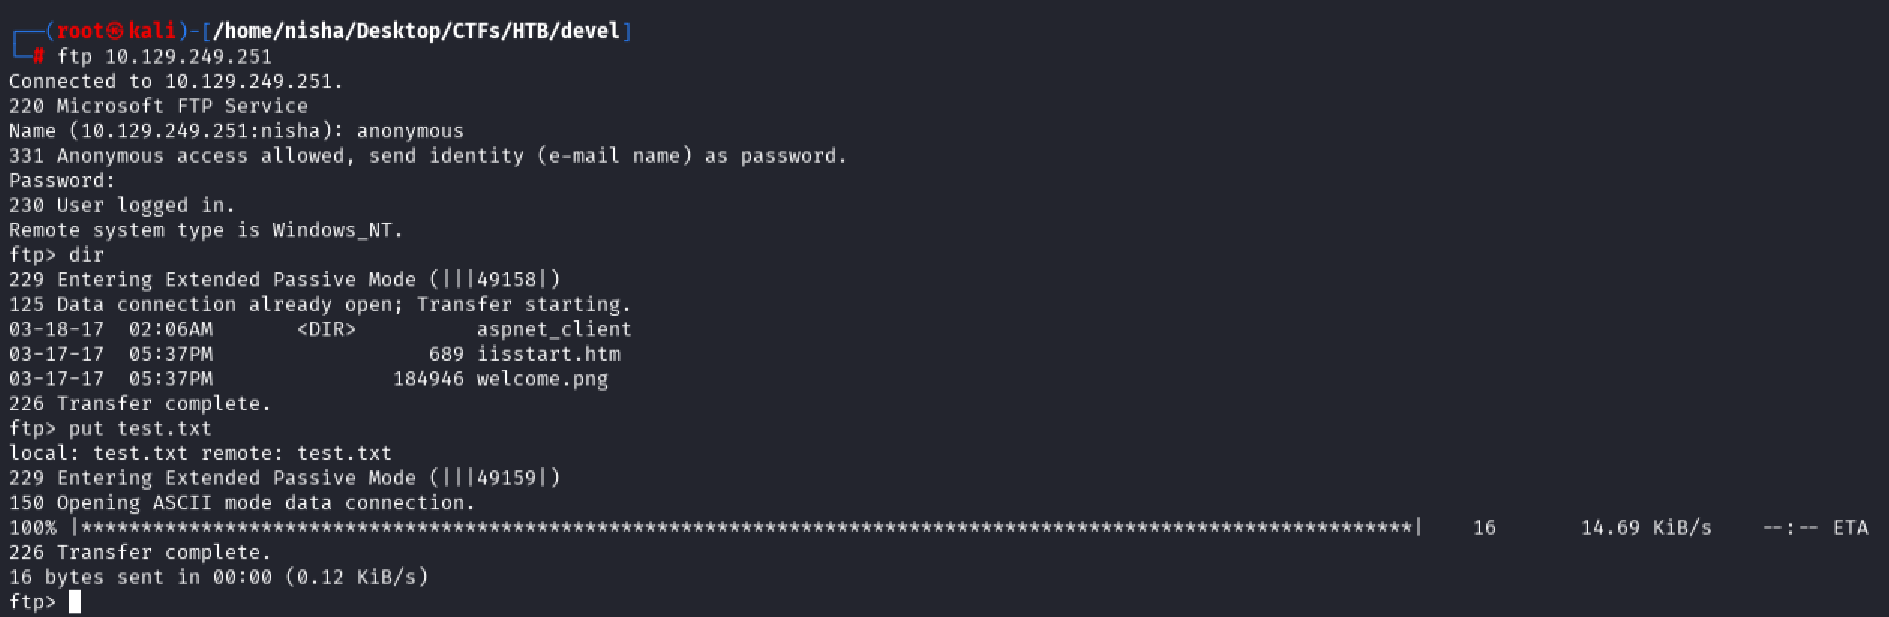 ┌──(root㉿kali)-[/home/nisha/Desktop/CTFs/HTB/devel]
└─# ftp 10.129.249.251
Connected to 10.129.249.251.
220 Microsoft FTP Service
Name (10.129.249.251:nisha): anonymous
331 Anonymous access allowed, send identity (e-mail name) as password.
Password:
230 User logged in.
Remote system type is Windows_NT.
ftp> dir
229 Entering Extended Passive Mode (|||49158|)
125 Data connection already open; Transfer starting.
03-18-17  02:06AM       <DIR>          aspnet_client
03-17-17  05:37PM                  689 iisstart.htm
03-17-17  05:37PM               184946 welcome.png
226 Transfer complete.
ftp> put test.txt
local: test.txt remote: test.txt
229 Entering Extended Passive Mode (|||49159|)
150 Opening ASCII mode data connection.
100% |***************************************************************************************************************|    16       14.69 KiB/s    --:-- ETA
226 Transfer complete.
16 bytes sent in 00:00 (0.12 KiB/s)
ftp>